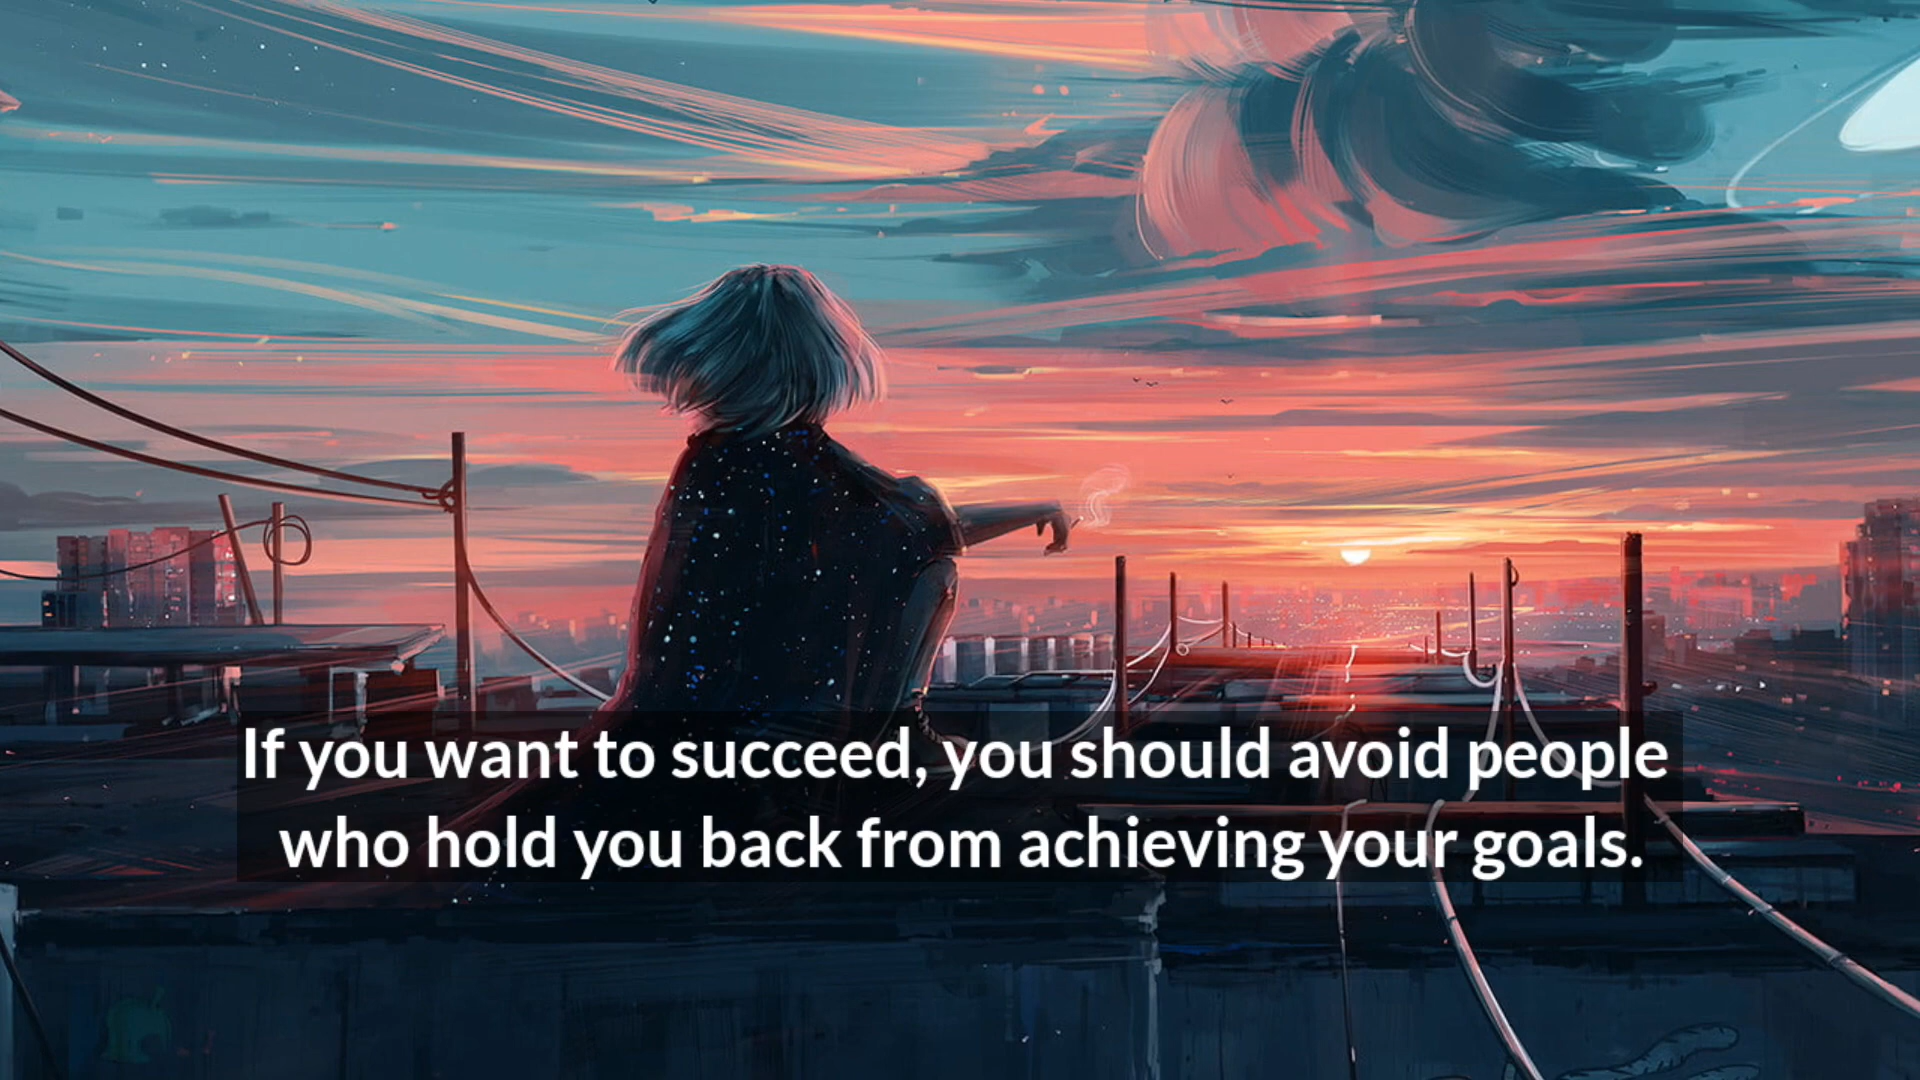 If you want to succeed, you should avoid people
who hold you back from achieving your goals.